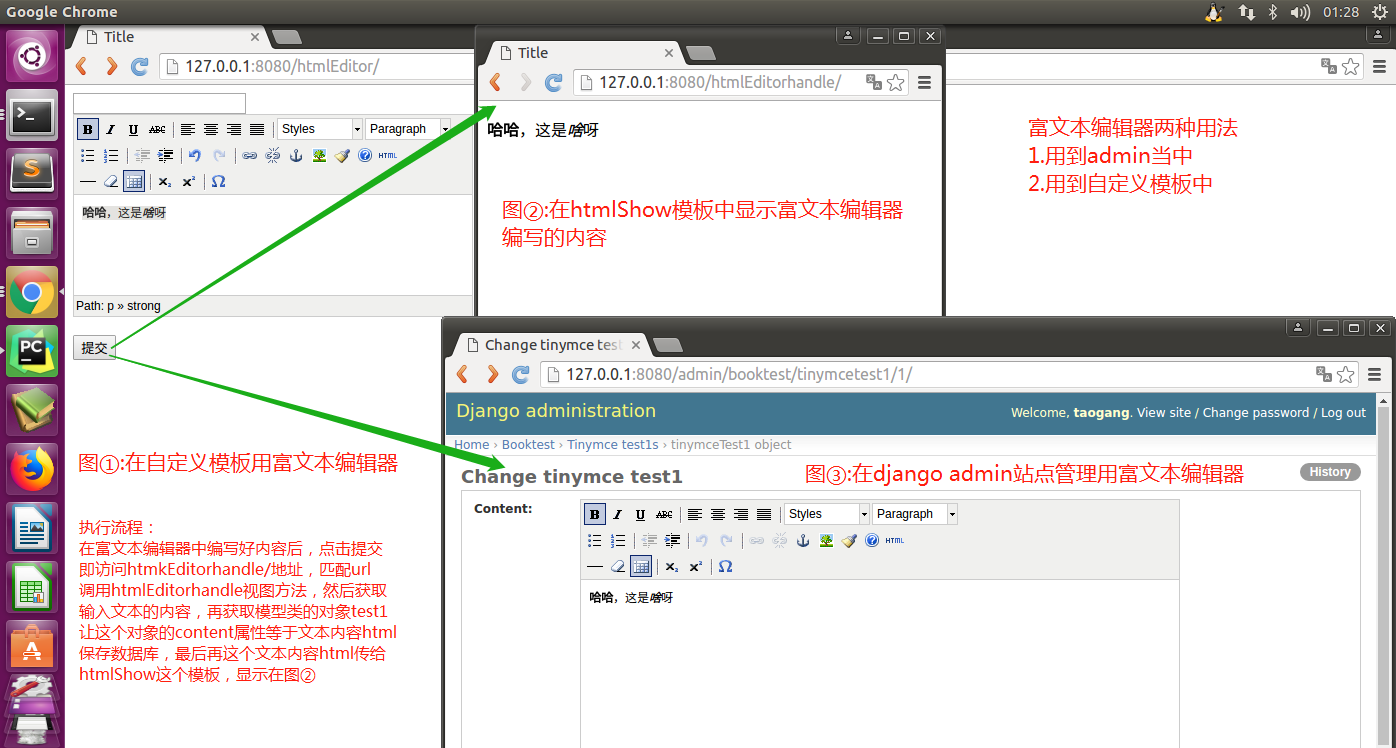 Google Chrome
01:28
Title
127.0.0.1:8080/htmlEditor/
B I U ABC Styles Paragraph
HTML
x₂ x² Ω
哈哈，这是啥呀
Path: p » strong
提交
图①:在自定义模板用富文本编辑器
执行流程：
在富文本编辑器中编写好内容后，点击提交
即访问htmkEditorhandle/地址，匹配url
调用htmlEditorhandle视图方法，然后获取
输入文本的内容，再获取模型类的对象test1
让这个对象的content属性等于文本内容html
保存数据库，最后再这个文本内容html传给
htmlShow这个模板，显示在图②
Title
127.0.0.1:8080/htmlEditorhandle/
哈哈，这是啥呀
图②:在htmlShow模板中显示富文本编辑器
编写的内容
富文本编辑器两种用法
1.用到admin当中
2.用到自定义模板中
Change tinymce tes
127.0.0.1:8080/admin/booktest/tinymcetest1/1/
Django administration
Welcome, taogang. View site / Change password / Log out
Home › Booktest › Tinymce test1s › tinymceTest1 object
Change tinymce test1
图③:在django admin站点管理用富文本编辑器
History
Content:
B I U ABC Styles Paragraph
HTML
x₂ x² Ω
哈哈，这是啥呀
PC